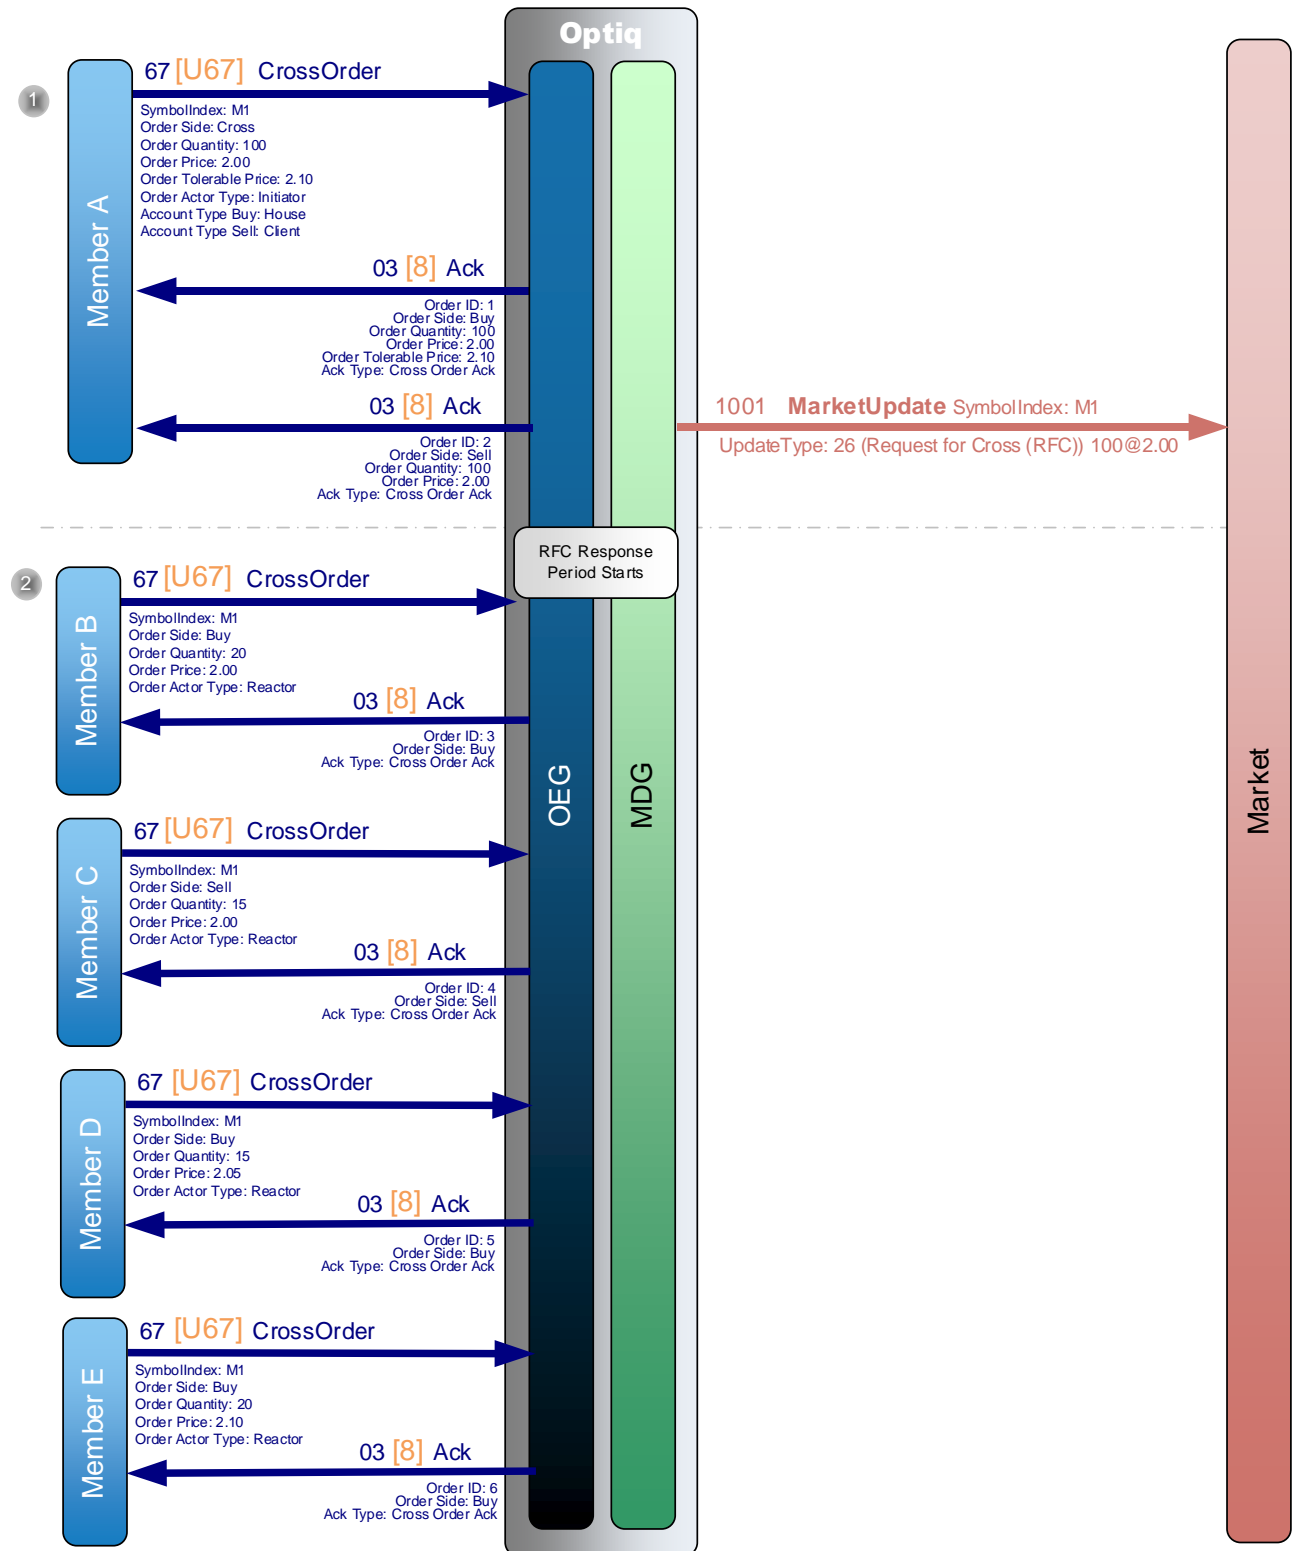 Optiq
1
Member A
67 [U67] CrossOrder
SymbolIndex: M1
Order Side: Cross
Order Quantity: 100
Order Price: 2.00
Order Tolerable Price: 2.10
Order Actor Type: Initiator
Account Type Buy: House
Account Type Sell: Client
03 [8] Ack
Order ID: 1
Order Side: Buy
Order Quantity: 100
Order Price: 2.00
Order Tolerable Price: 2.10
Ack Type: Cross Order Ack
03 [8] Ack
Order ID: 2
Order Side: Sell
Order Quantity: 100
Order Price: 2.00
Ack Type: Cross Order Ack
1001 MarketUpdate SymbolIndex: M1
UpdateType: 26 (Request for Cross (RFC)) 100@2.00
RFC Response
Period Starts
2
Member B
67 [U67] CrossOrder
SymbolIndex: M1
Order Side: Buy
Order Quantity: 20
Order Price: 2.00
Order Actor Type: Reactor
03 [8] Ack
Order ID: 3
Order Side: Buy
Ack Type: Cross Order Ack
OEG
MDG
Market
Member C
67 [U67] CrossOrder
SymbolIndex: M1
Order Side: Sell
Order Quantity: 15
Order Price: 2.00
Order Actor Type: Reactor
03 [8] Ack
Order ID: 4
Order Side: Sell
Ack Type: Cross Order Ack
Member D
67 [U67] CrossOrder
SymbolIndex: M1
Order Side: Buy
Order Quantity: 15
Order Price: 2.05
Order Actor Type: Reactor
03 [8] Ack
Order ID: 5
Order Side: Buy
Ack Type: Cross Order Ack
Member E
67 [U67] CrossOrder
SymbolIndex: M1
Order Side: Buy
Order Quantity: 20
Order Price: 2.10
Order Actor Type: Reactor
03 [8] Ack
Order ID: 6
Order Side: Buy
Ack Type: Cross Order Ack